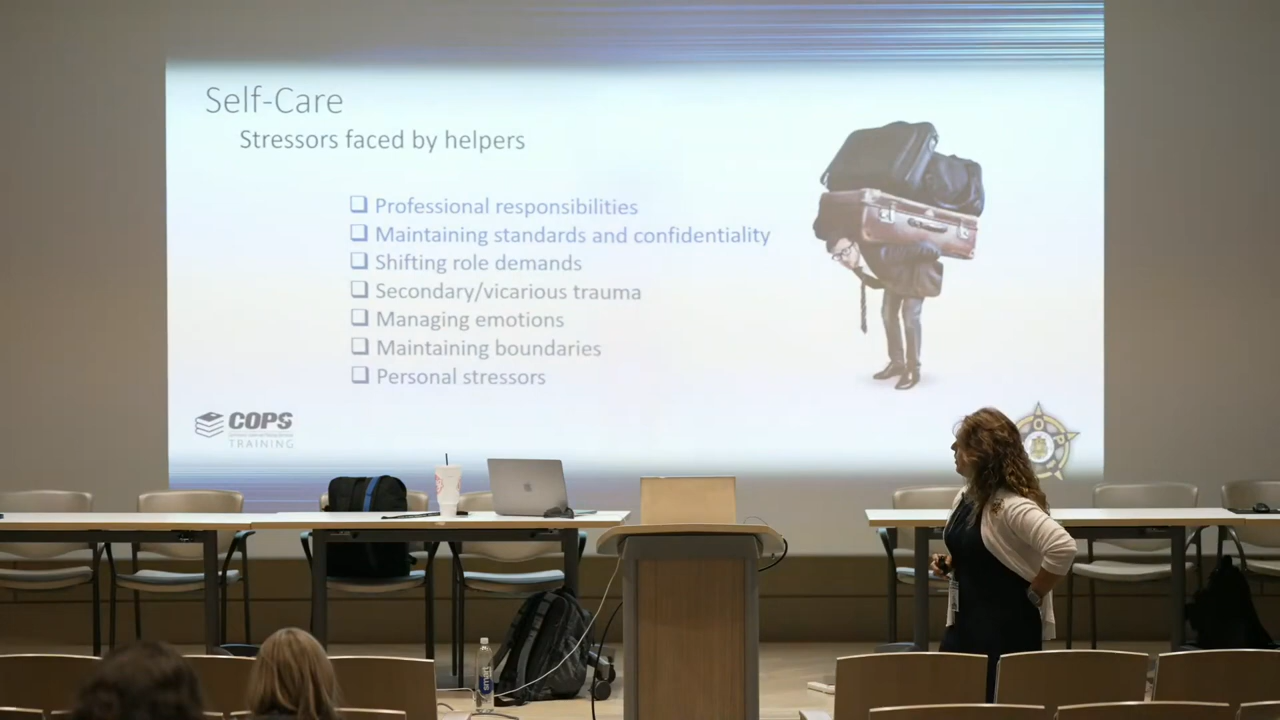 Self-Care
Stressors faced by helpers
❑ Professional responsibilities
❑ Maintaining standards and confidentiality
❑ Shifting role demands
❑ Secondary/vicarious trauma
❑ Managing emotions
❑ Maintaining boundaries
❑ Personal stressors
COPS
TRAINING
O P
smart